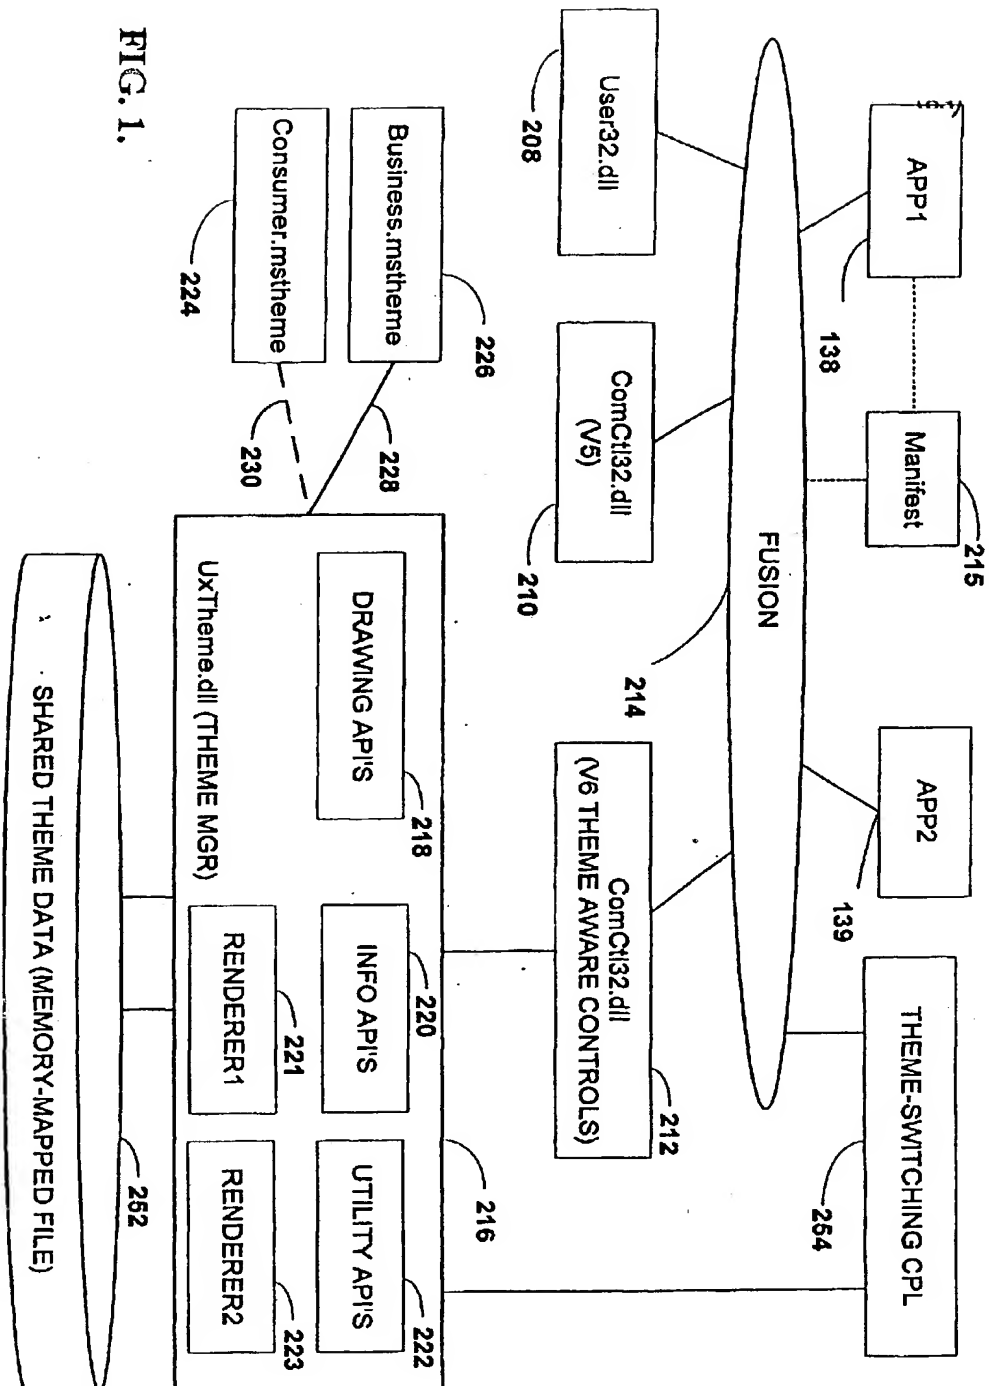 APP1
138
Manifest
215
APP2
139
THEME-SWITCHING CPL
254
FUSION
214
User32.dll
208
ComCtl32.dll
(V5)
210
ComCtl32.dll
(V6 THEME AWARE CONTROLS)
212
Business.mstheme
226
228
Consumer.mstheme
224
230
216
DRAWING API'S
218
INFO API'S
220
UTILITY API'S
222
UxTheme.dll (THEME MGR)
RENDERER1
221
RENDERER2
223
252
SHARED THEME DATA (MEMORY-MAPPED FILE)
FIG. 1.